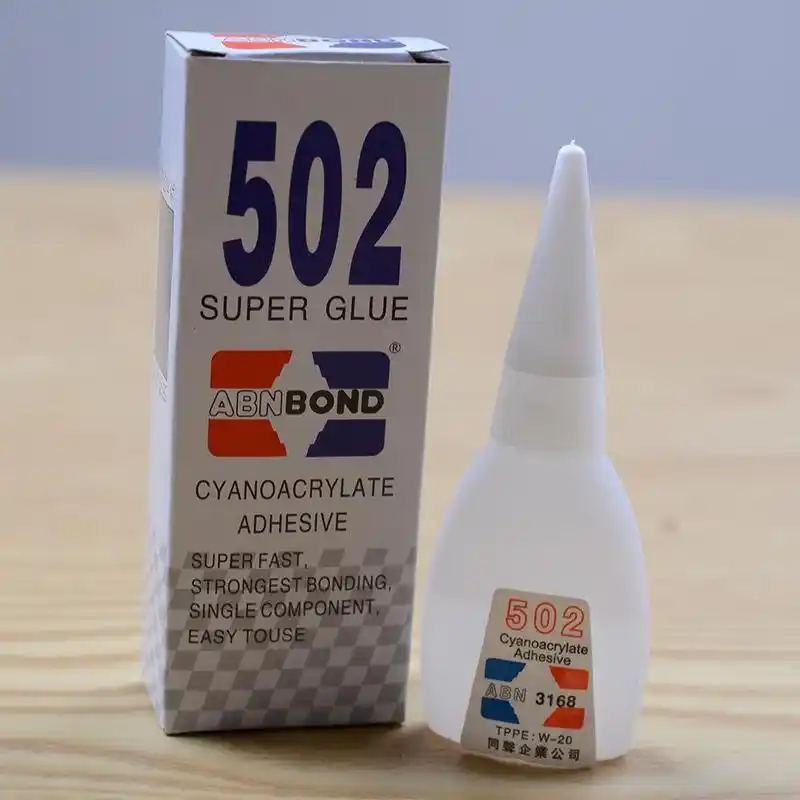 502
SUPER GLUE
®
ABNBOND
CYANOACRYLATE
ADHESIVE
SUPER FAST,
STRONGEST BONDING,
SINGLE COMPONENT,
EASY TOUSE
502
Cyanoacrylate
Adhesive
ABN 3168
TPPE: W-20
同聲企業公司